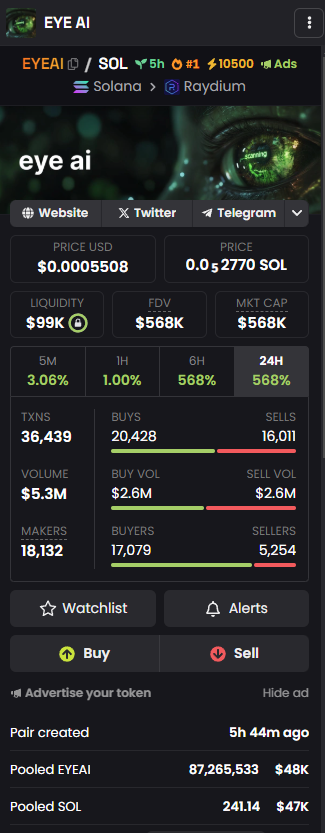 EYE AI
EYEAI / SOL 5h #1 10500 Ads
Solana > Raydium
eye ai
scanning
Website Twitter Telegram
PRICE USD PRICE
$0.0005508 0.0₅2770 SOL
LIQUIDITY FDV MKT CAP
$99K $568K $568K
5M 1H 6H 24H
3.06% 1.00% 568% 568%
TXNS BUYS SELLS
36,439 20,428 16,011
VOLUME BUY VOL SELL VOL
$5.3M $2.6M $2.6M
MAKERS BUYERS SELLERS
18,132 17,079 5,254
Watchlist Alerts
Buy Sell
Advertise your token Hide ad
Pair created 5h 44m ago
Pooled EYEAI 87,265,533 $48K
Pooled SOL 241.14 $47K